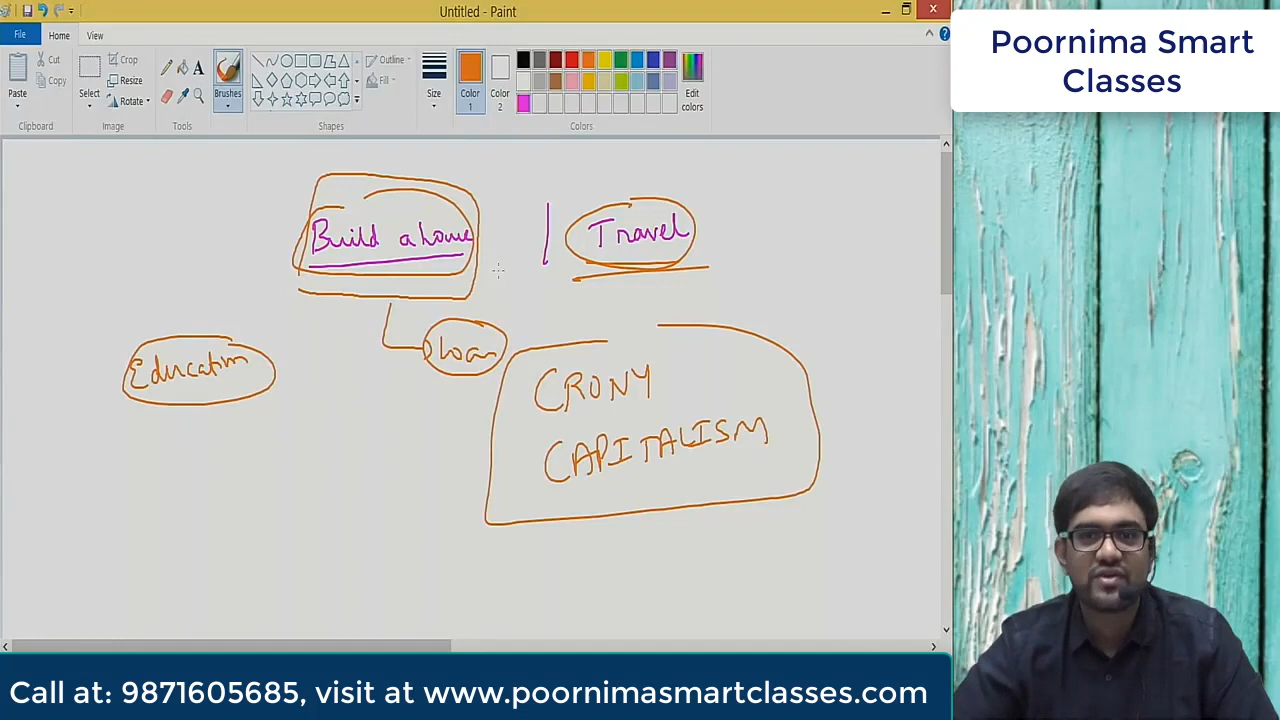 Untitled - Paint
File Home View
Cut
Copy
Paste
Clipboard
Crop
Resize
Rotate
Select
Image
Tools
Brushes
Outline
Fill
Shapes
Size
Color 1
Color 2
Edit colors
Colors
Poornima Smart
Classes
Build a home
Travel
Education
loan
CRONY
CAPITALISM
Call at: 9871605685, visit at www.poornimasmartclasses.com